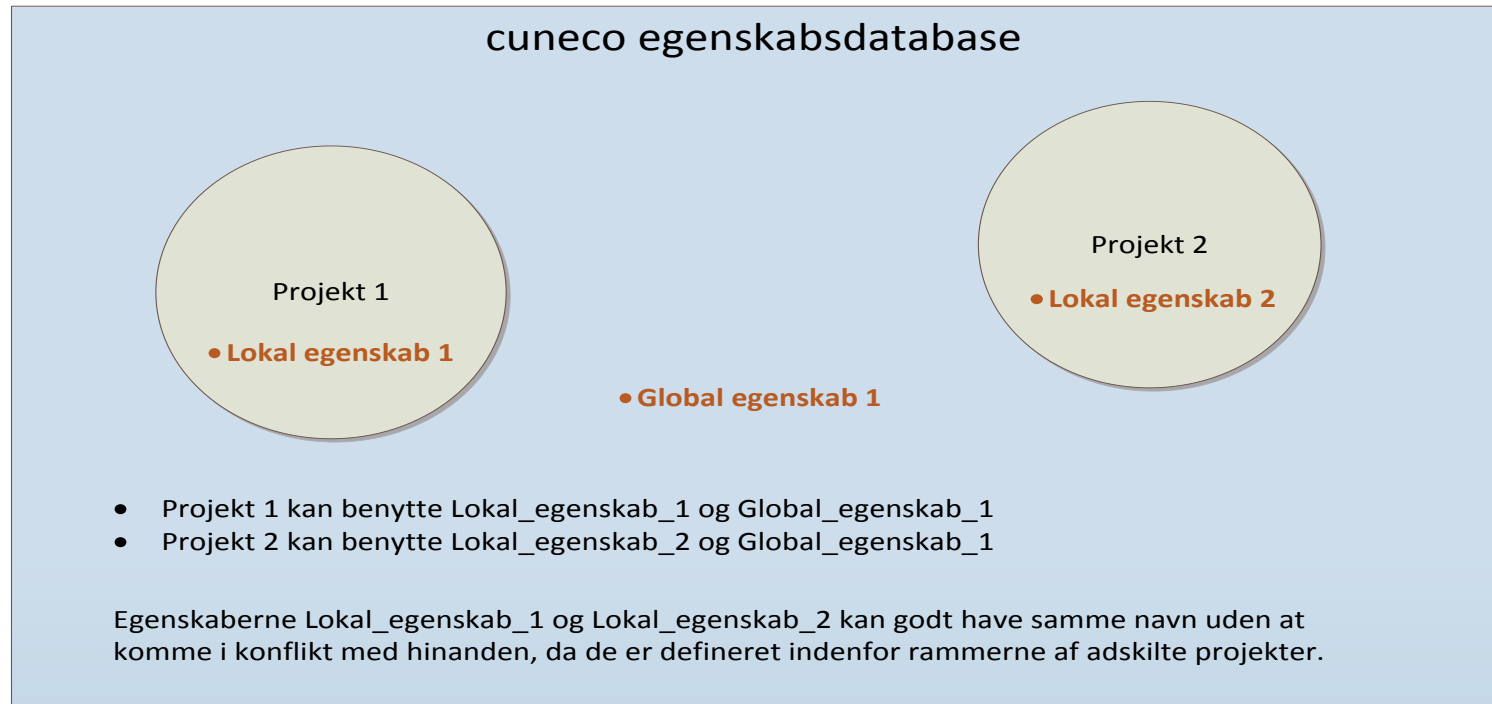 cuneco egenskabsdatabase
Projekt 1
• Lokal egenskab 1
Projekt 2
• Lokal egenskab 2
• Global egenskab 1
• Projekt 1 kan benytte Lokal_egenskab_1 og Global_egenskab_1
• Projekt 2 kan benytte Lokal_egenskab_2 og Global_egenskab_1
Egenskaberne Lokal_egenskab_1 og Lokal_egenskab_2 kan godt have samme navn uden at
komme i konflikt med hinanden, da de er defineret indenfor rammerne af adskilte projekter.